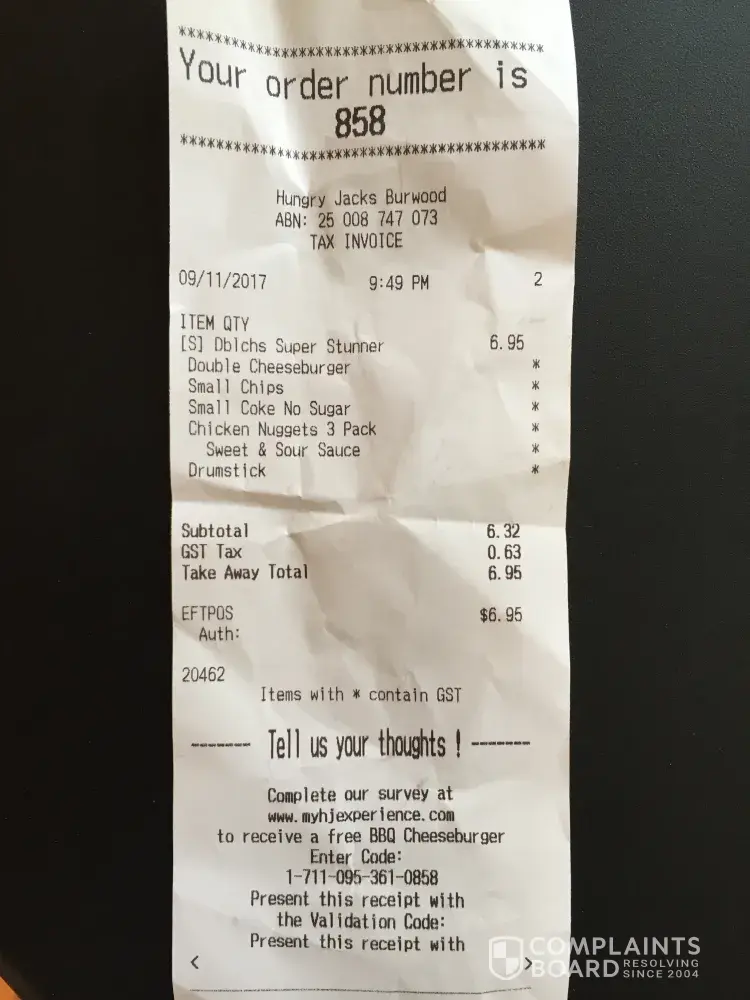 ******************************************
Your order number is
858
******************************************
Hungry Jacks Burwood
ABN: 25 008 747 073
TAX INVOICE
09/11/2017 9:49 PM 2
ITEM QTY
[S] Dblchs Super Stunner 6.95
Double Cheeseburger *
Small Chips *
Small Coke No Sugar *
Chicken Nuggets 3 Pack *
Sweet & Sour Sauce *
Drumstick *
Subtotal 6.32
GST Tax 0.63
Take Away Total 6.95
EFTPOS $6.95
Auth:
20462
Items with * contain GST
------ Tell us your thoughts ! ------
Complete our survey at
www.myhjexperience.com
to receive a free BBQ Cheeseburger
Enter Code:
1-711-095-361-0858
Present this receipt with
the Validation Code:
Present this receipt with
< >
COMPLAINTS
BOARD RESOLVING
SINCE 2004